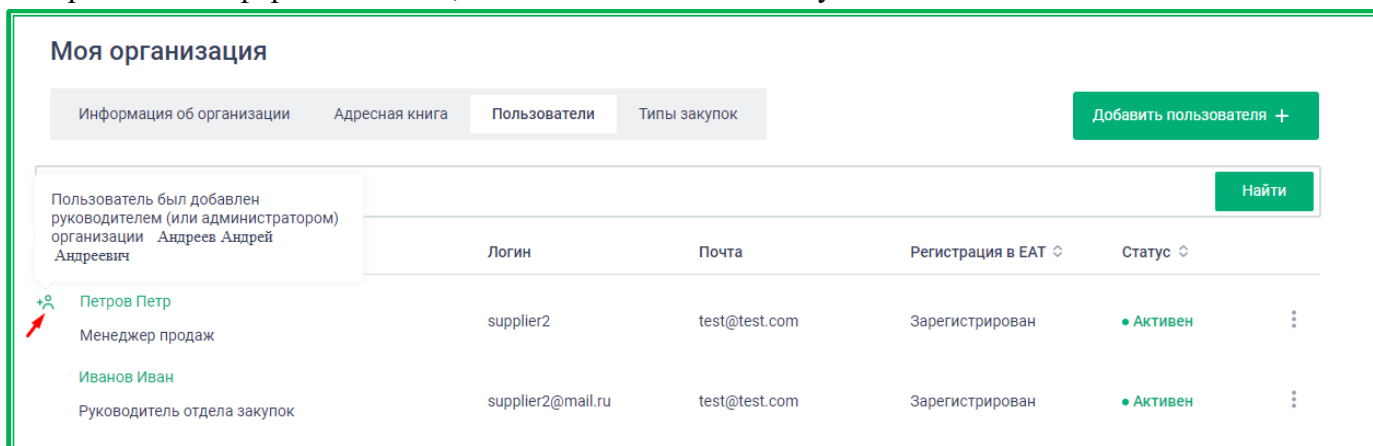 Моя организация
Информация об организации Адресная книга Пользователи Типы закупок Добавить пользователя +
Найти
Пользователь был добавлен
руководителем (или администратором)
организации Андреев Андрей
Андреевич
Логин Почта Регистрация в ЕАТ Статус
Петров Петр
Менеджер продаж
supplier2 test@test.com Зарегистрирован • Активен
Иванов Иван
Руководитель отдела закупок
supplier2@mail.ru test@test.com Зарегистрирован • Активен